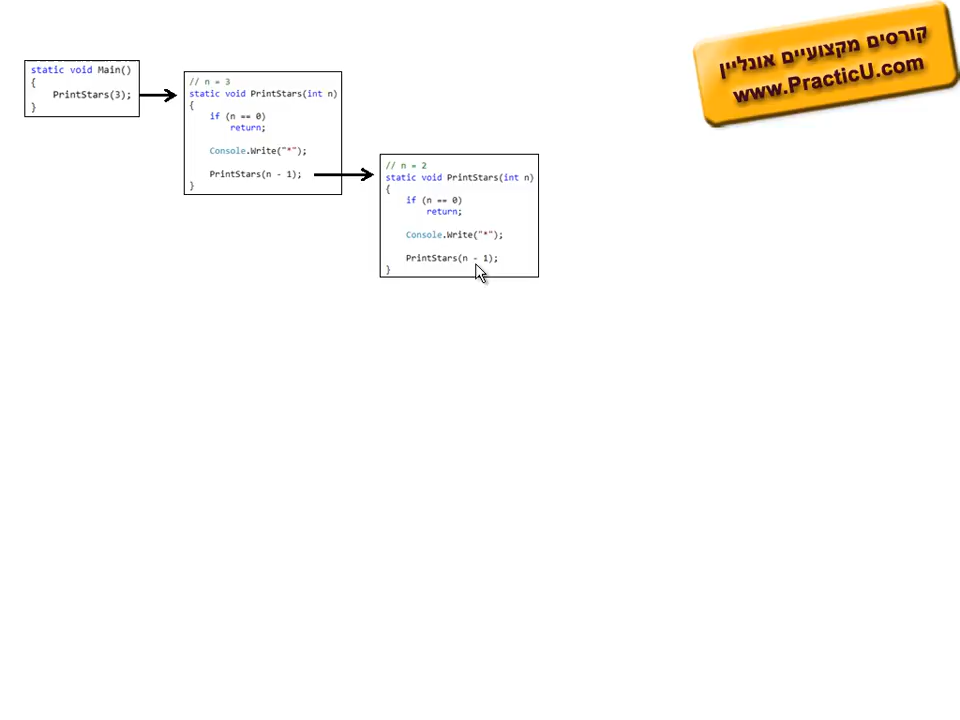 קורסים מקצועיים אונליין
www.PracticU.com
static void Main()
{
PrintStars(3);
}
// n = 3
static void PrintStars(int n)
{
if (n == 0)
return;
Console.Write("*");
PrintStars(n - 1);
}
// n = 2
static void PrintStars(int n)
{
if (n == 0)
return;
Console.Write("*");
PrintStars(n - 1);
}